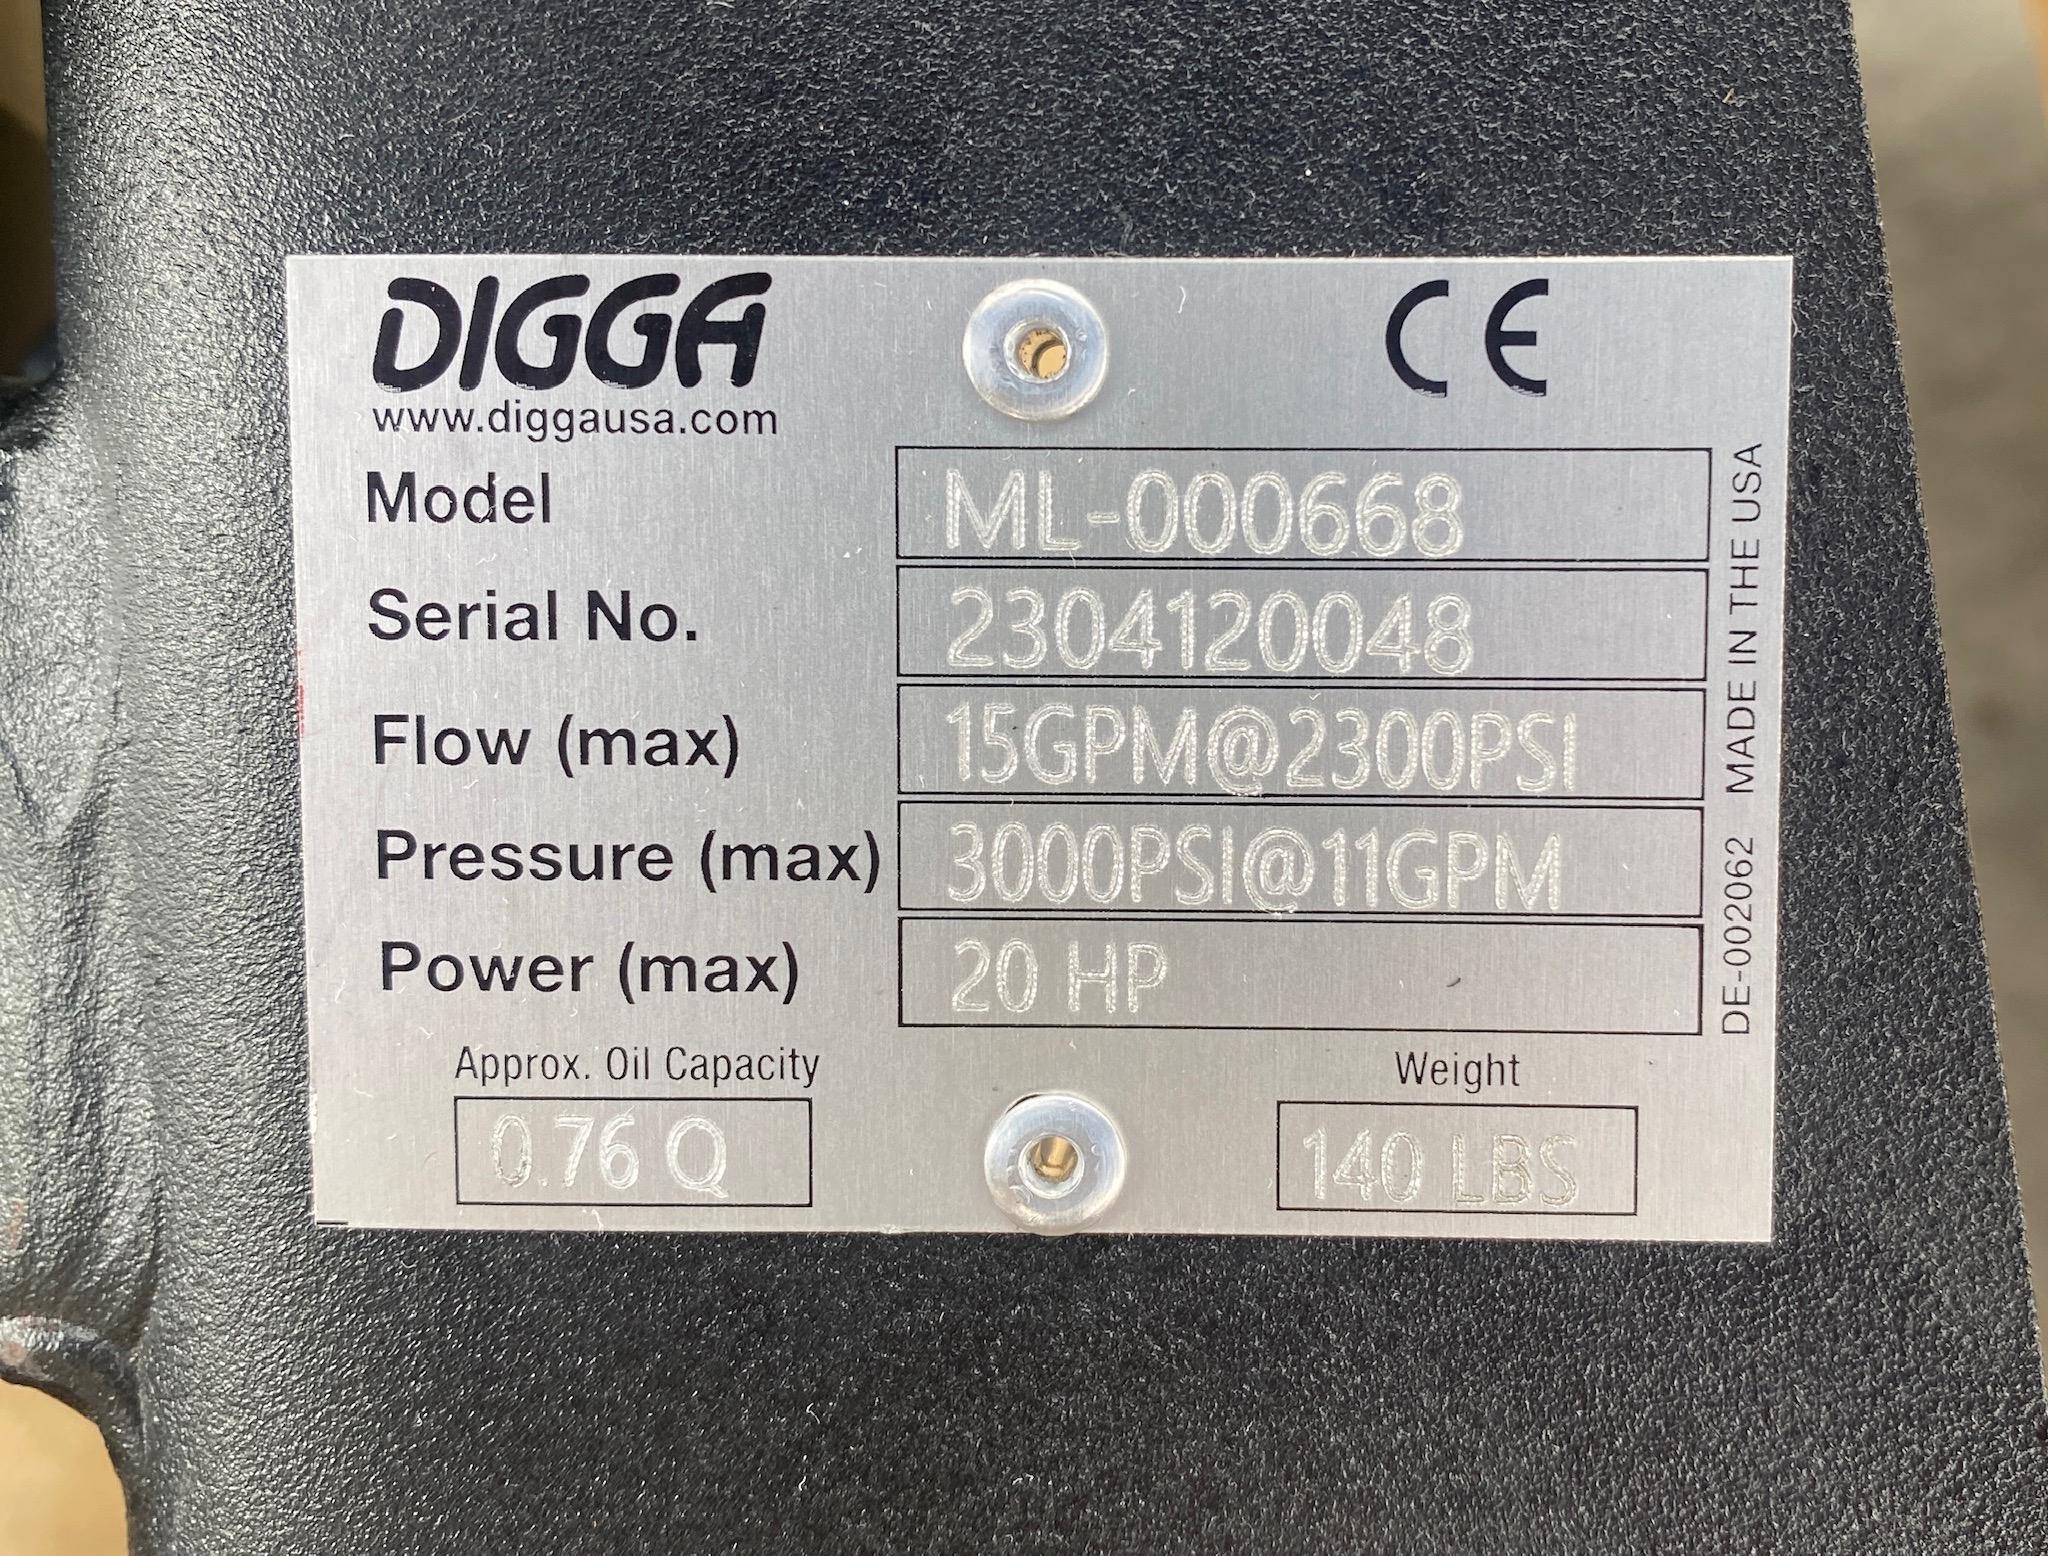 DIGGA
CE
www.diggausa.com
Model ML-000668
Serial No. 2304120048
Flow (max) 15GPM@2300PSI
Pressure (max) 3000PSI@11GPM
Power (max) 20 HP
Approx. Oil Capacity
0.76 Q
Weight
140 LBS
DE-002062 MADE IN THE USA